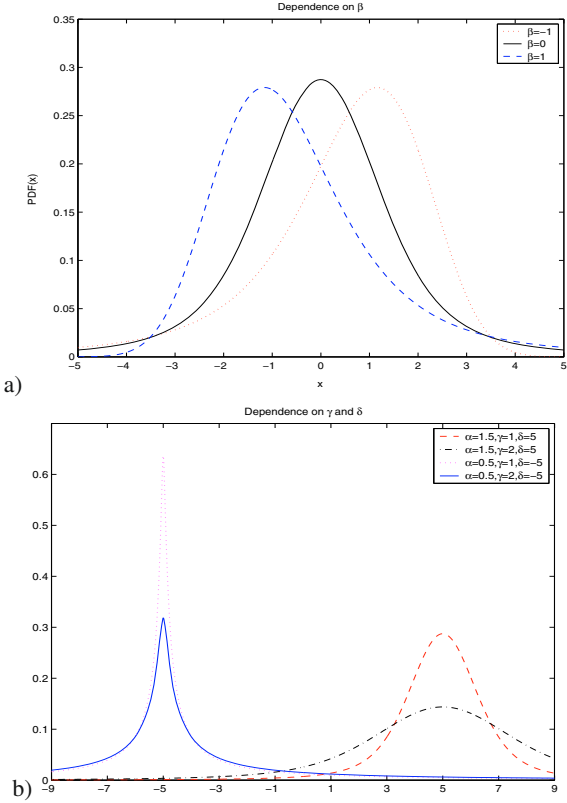 Dependence on β
β=−1
β=0
β=1
0.35
0.3
0.25
0.2
0.15
0.1
0.05
0
PDF(x)
−5 −4 −3 −2 −1 0 1 2 3 4 5
x
a)
Dependence on γ and δ
α=1.5,γ=1,δ=5
α=1.5,γ=2,δ=5
α=0.5,γ=1,δ=−5
α=0.5,γ=2,δ=−5
0.6
0.5
0.4
0.3
0.2
0.1
0
−9 −7 −5 −3 −1 1 3 5 7 9
b)